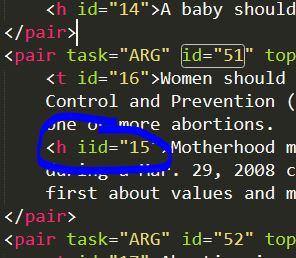 <h id="14">A baby should
</pair>
<pair task="ARG" id="51" top
<t id="16">Women should
Control and Prevention (
one or more abortions.
<h iid="15">Motherhood m
during a Mar. 29, 2008 c
first about values and m
</pair>
<pair task="ARG" id="52" top